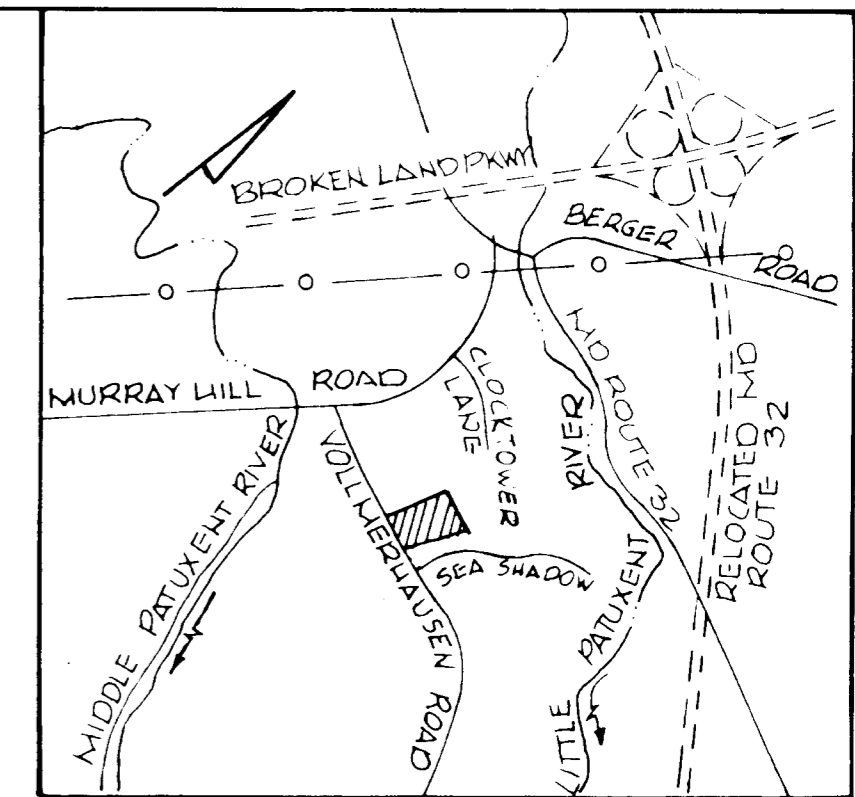 BROKEN LAND PKWY
BERGER
ROAD
MURRAY HILL ROAD
CLOCKTOWER
LANE
RIVER
MD ROUTE 32
RELOCATED MD
ROUTE 32
VOLLMERHAUSEN ROAD
SEA SHADOW
MIDDLE PATUXENT RIVER
LITTLE PATUXENT